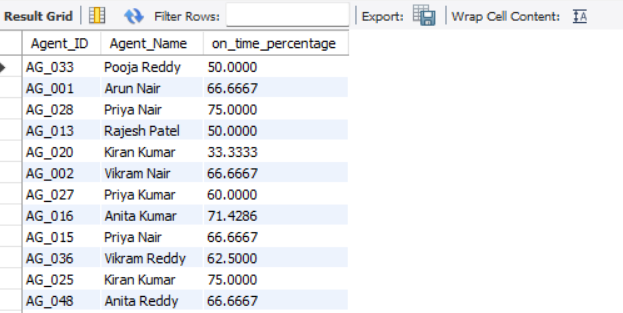 Result Grid Filter Rows: Export: Wrap Cell Content: IA
Agent_ID Agent_Name on_time_percentage
AG_033 Pooja Reddy 50.0000
AG_001 Arun Nair 66.6667
AG_028 Priya Nair 75.0000
AG_013 Rajesh Patel 50.0000
AG_020 Kiran Kumar 33.3333
AG_002 Vikram Nair 66.6667
AG_027 Priya Kumar 60.0000
AG_016 Anita Kumar 71.4286
AG_015 Priya Nair 66.6667
AG_036 Vikram Reddy 62.5000
AG_025 Kiran Kumar 75.0000
AG_048 Anita Reddy 66.6667